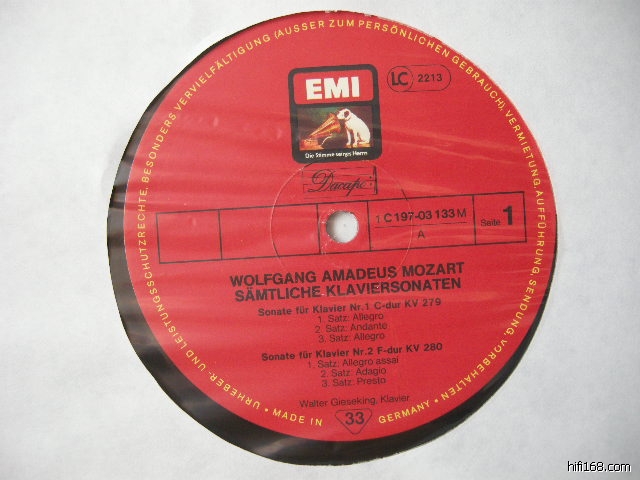 URHEBER- UND LEISTUNGSSCHUTZRECHTE, BESONDERS VERVIELFÄLTIGUNG (AUSSER ZUM PERSÖNLICHEN GEBRAUCH), VERMIETUNG, AUFFÜHRUNG, SENDUNG, VORBEHALTEN
EMI
LC 2213
Die Stimme seines Herrn
Dacapo
1 C 197-03 133 M
A
Seite 1
WOLFGANG AMADEUS MOZART
SÄMTLICHE KLAVIERSONATEN
Sonate für Klavier Nr.1 C-dur KV 279
1. Satz: Allegro
2. Satz: Andante
3. Satz: Allegro
Sonate für Klavier Nr.2 F-dur KV 280
1. Satz: Allegro assai
2. Satz: Adagio
3. Satz: Presto
Walter Gieseking, Klavier
• MADE IN 33 GERMANY •
hifi168.com